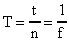 T = t/n = 1/f